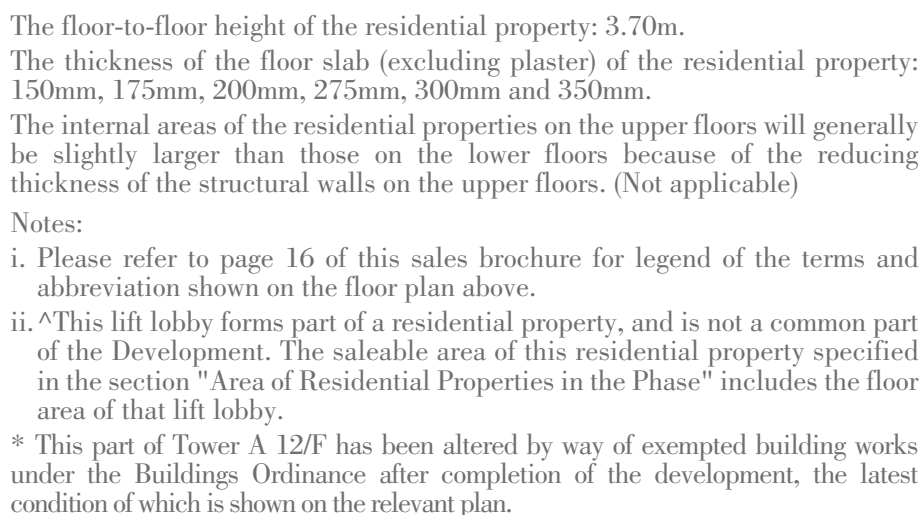 The floor-to-floor height of the residential property: 3.70m.
The thickness of the floor slab (excluding plaster) of the residential property:
150mm, 175mm, 200mm, 275mm, 300mm and 350mm.
The internal areas of the residential properties on the upper floors will generally
be slightly larger than those on the lower floors because of the reducing
thickness of the structural walls on the upper floors. (Not applicable)
Notes:
i. Please refer to page 16 of this sales brochure for legend of the terms and
abbreviation shown on the floor plan above.
ii. ^This lift lobby forms part of a residential property, and is not a common part
of the Development. The saleable area of this residential property specified
in the section "Area of Residential Properties in the Phase" includes the floor
area of that lift lobby.
* This part of Tower A 12/F has been altered by way of exempted building works
under the Buildings Ordinance after completion of the development, the latest
condition of which is shown on the relevant plan.